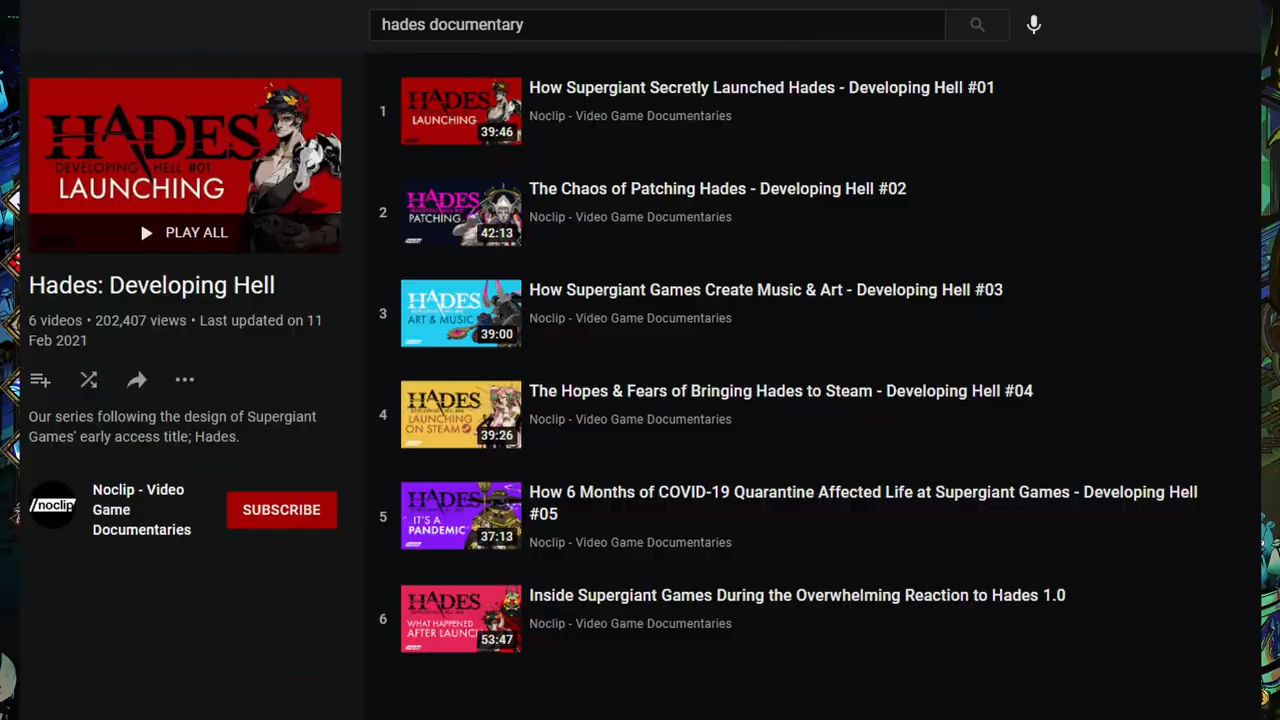 hades documentary
HADES
DEVELOPING HELL #01
LAUNCHING
PLAY ALL
Hades: Developing Hell
6 videos • 202,407 views • Last updated on 11
Feb 2021
Our series following the design of Supergiant
Games' early access title; Hades.
/noclip
Noclip - Video
Game
Documentaries
SUBSCRIBE
1
HADES
LAUNCHING
39:46
How Supergiant Secretly Launched Hades - Developing Hell #01
Noclip - Video Game Documentaries
2
HADES
PATCHING
42:13
The Chaos of Patching Hades - Developing Hell #02
Noclip - Video Game Documentaries
3
HADES
ART & MUSIC
39:00
How Supergiant Games Create Music & Art - Developing Hell #03
Noclip - Video Game Documentaries
4
HADES
LAUNCHING
ON STEAM
39:26
The Hopes & Fears of Bringing Hades to Steam - Developing Hell #04
Noclip - Video Game Documentaries
5
HADES
IT'S A
PANDEMIC
37:13
How 6 Months of COVID-19 Quarantine Affected Life at Supergiant Games - Developing Hell
#05
Noclip - Video Game Documentaries
6
HADES
WHAT HAPPENED
AFTER LAUNCH
53:47
Inside Supergiant Games During the Overwhelming Reaction to Hades 1.0
Noclip - Video Game Documentaries